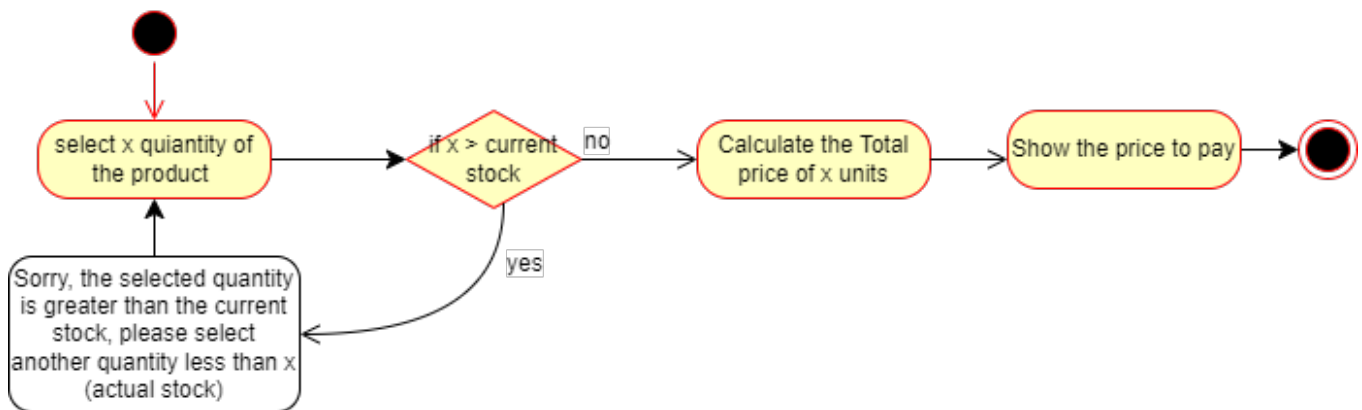 select x quiantity of
the product
if x > current
stock
no
Calculate the Total
price of x units
Show the price to pay
yes
Sorry, the selected quantity
is greater than the current
stock, please select
another quantity less than x
(actual stock)